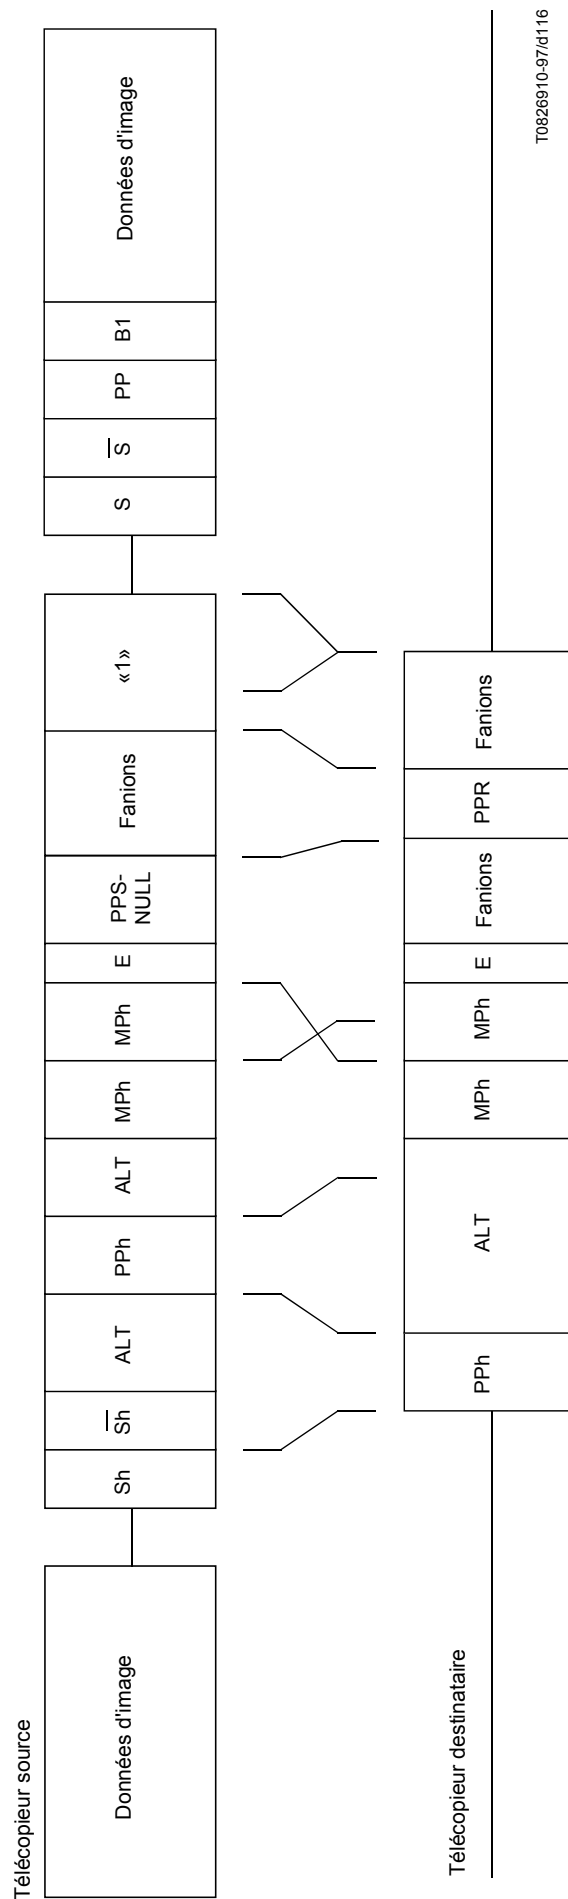 Télécopieur source
Données d'image
Sh
S̅h
ALT
PPh
ALT
MPh
MPh
E
PPS-
NULL
Fanions
«1»
S
S̅
PP
B1
Données d'image
Télécopieur destinataire
PPh
ALT
MPh
MPh
E
Fanions
PPR
Fanions
T0826910-97/d116